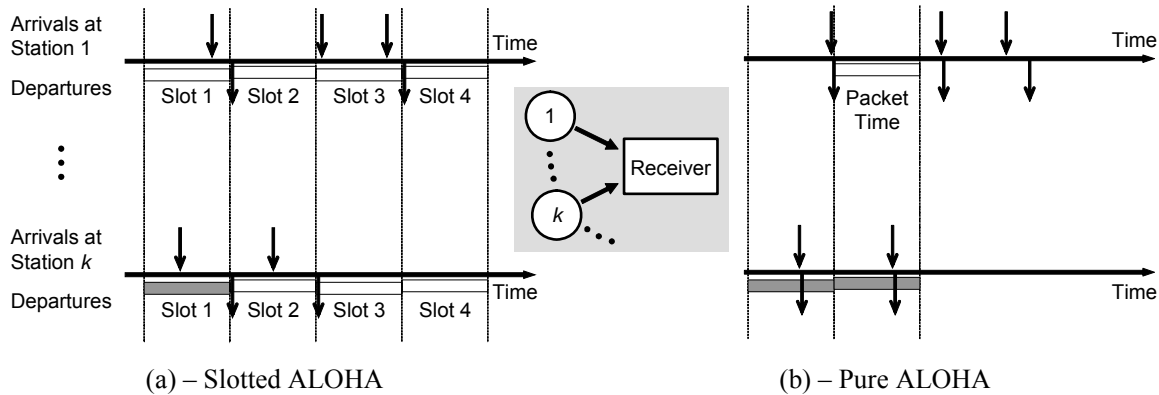 Arrivals at
Station 1
Time
Departures
Slot 1 Slot 2 Slot 3 Slot 4
Arrivals at
Station k
Time
Departures
Slot 1 Slot 2 Slot 3 Slot 4
1
k
Receiver
Time
Packet
Time
Time
(a) – Slotted ALOHA
(b) – Pure ALOHA